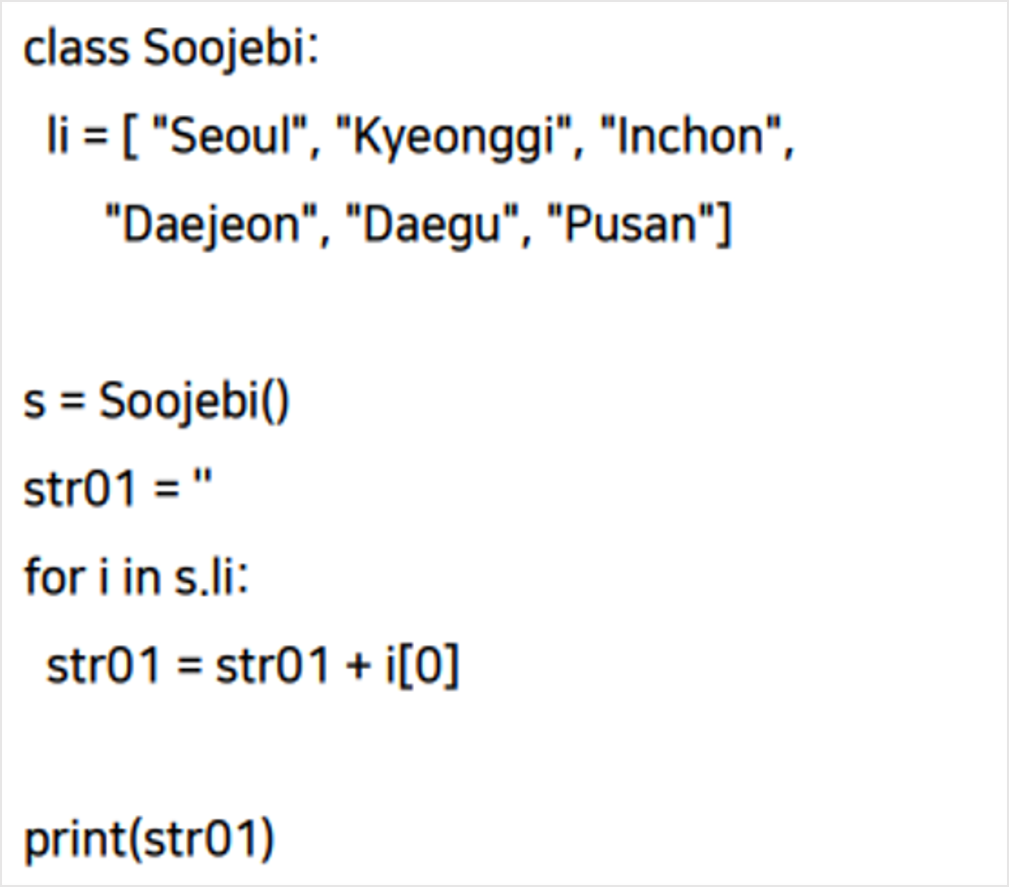 class Soojebi:
li = [ "Seoul", "Kyeonggi", "Inchon",
"Daejeon", "Daegu", "Pusan"]
s = Soojebi()
str01 = ''
for i in s.li:
str01 = str01 + i[0]
print(str01)